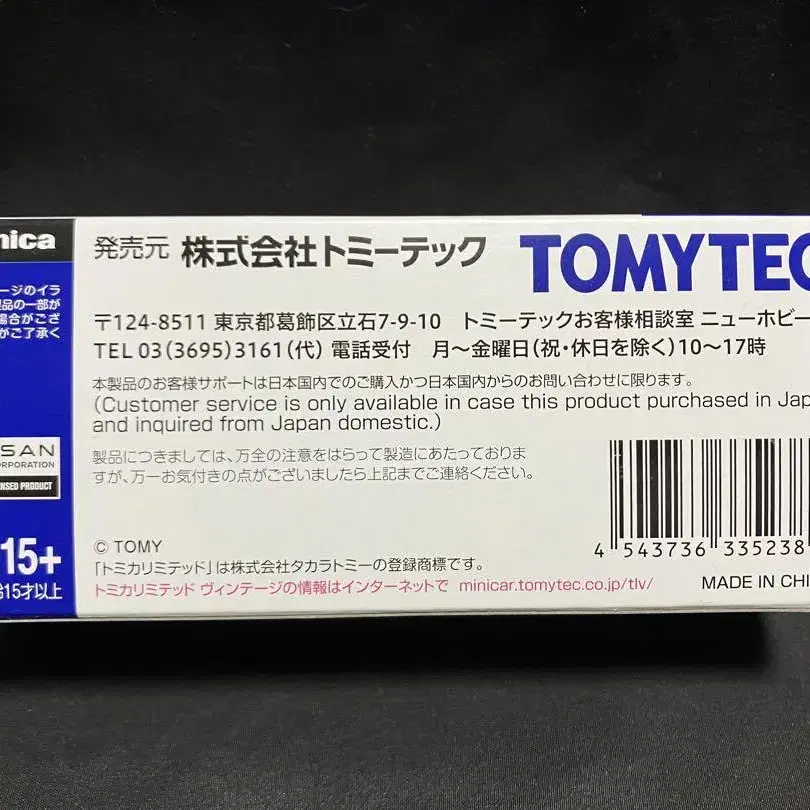 nica
ージのイラ
製品の一部が
場合がござ
がご了承く
SAN
ORPORATION
NSED PRODUCT
15+
齢15才以上
発売元 株式会社トミーテック TOMYTEC
〒124-8511 東京都葛飾区立石7-9-10 トミーテックお客様相談室 ニューホビー
TEL 03(3695)3161(代) 電話受付 月～金曜日(祝・休日を除く)10～17時
本製品のお客様サポートは日本国内でのご購入かつ日本国内からのお問い合わせに限ります。
(Customer service is only available in case this product purchased in Jap
and inquired from Japan domestic.)
製品につきましては、万全の注意をはらって製造にあたっておりま
すが、万一お気付きの点がございましたら上記までご連絡ください。
© TOMY
「トミカリミテッド」は株式会社タカラトミーの登録商標です。
トミカリミテッド ヴィンテージの情報はインターネットで minicar.tomytec.co.jp/tlv/
4 543736 335238
MADE IN CHI